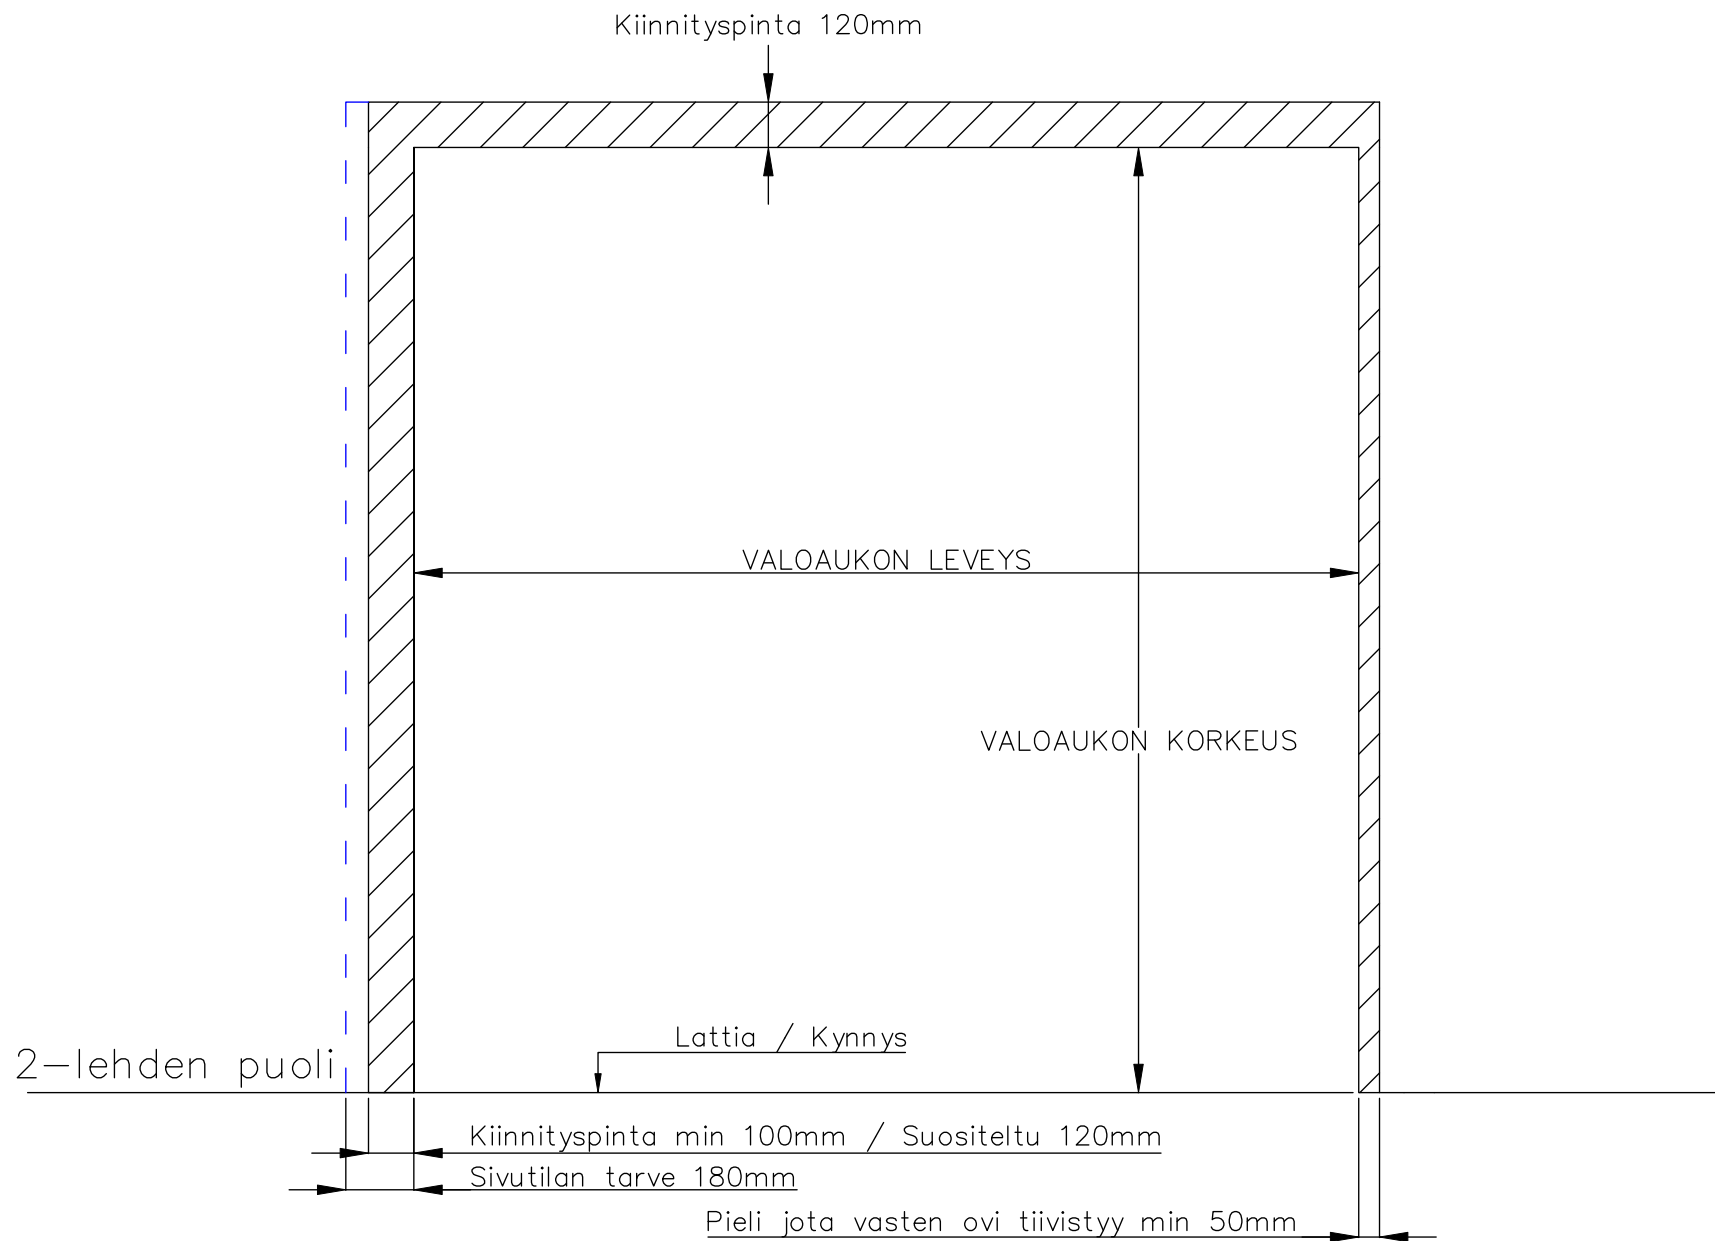 Kiinnityspinta 120mm
VALOAUKON LEVEYS
VALOAUKON KORKEUS
Lattia / Kynnys
2-lehden puoli
Kiinnityspinta min 100mm / Suositeltu 120mm
Sivutilan tarve 180mm
Pieli jota vasten ovi tiivistyy min 50mm